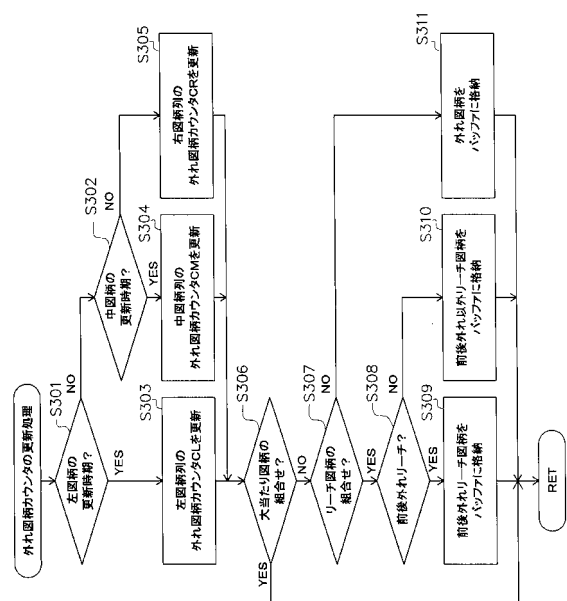 外れ図柄カウンタの更新処理
S301
左図柄の
更新時期?
NO
YES
S302
中図柄の
更新時期?
NO
YES
S303
左図柄列の
外れ図柄カウンタCLを更新
S304
中図柄列の
外れ図柄カウンタCMを更新
S305
右図柄列の
外れ図柄カウンタCRを更新
S306
大当たり図柄の
組合せ?
YES
NO
S307
リーチ図柄の
組合せ?
NO
YES
S308
前後外れリーチ?
NO
YES
S309
前後外れリーチ図柄を
バッファに格納
S310
前後外れ以外リーチ図柄を
バッファに格納
S311
外れ図柄を
バッファに格納
RET